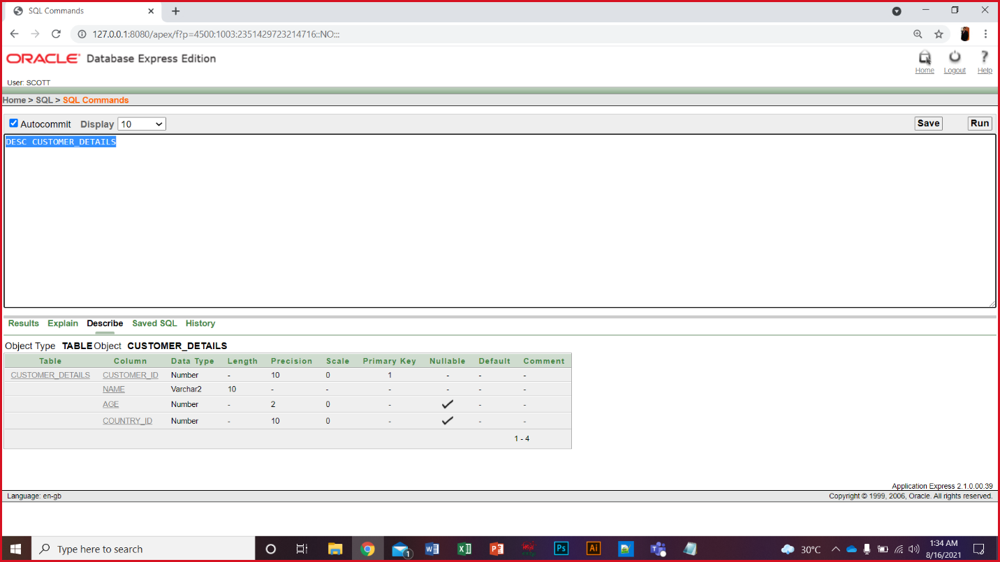 SQL Commands
127.0.0.1:8080/apex/f?p=4500:1003:2351429723214716::NO:::
ORACLE Database Express Edition
Home Logout Help
User: SCOTT
Home > SQL > SQL Commands
Autocommit Display 10 Save Run
DESC CUSTOMER_DETAILS
Results Explain Describe Saved SQL History
Object Type TABLE Object CUSTOMER_DETAILS
Table Column Data Type Length Precision Scale Primary Key Nullable Default Comment
CUSTOMER_DETAILS CUSTOMER_ID Number - 10 0 1 - - -
NAME Varchar2 10 - - - - - -
AGE Number - 2 0 - - -
COUNTRY_ID Number - 10 0 - - -
1 - 4
Application Express 2.1.0.00.39
Language: en-gb Copyright © 1999, 2006, Oracle. All rights reserved.
Type here to search 1 Ps Ai 30°C 1:34 AM
8/16/2021